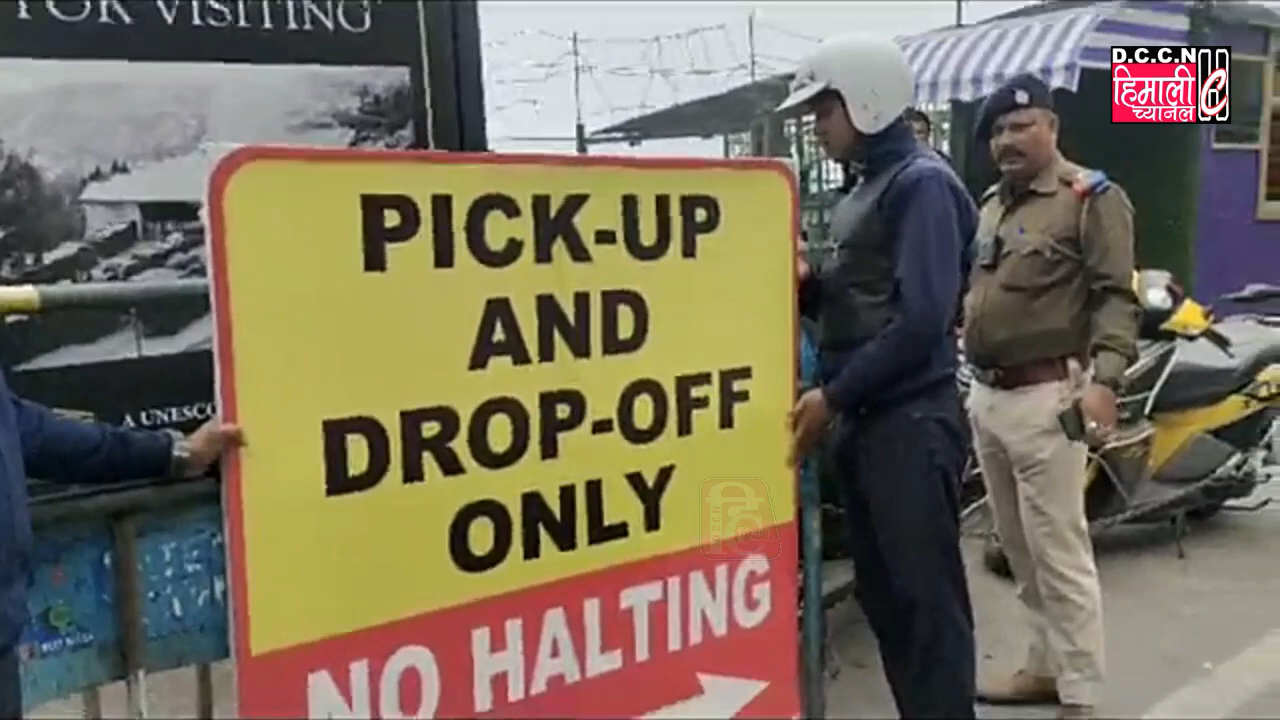 FOR VISITING
D.C.C.N
हिमाली
च्यानल
PICK-UP
AND
DROP-OFF
ONLY
A UNESCO
NO HALTING